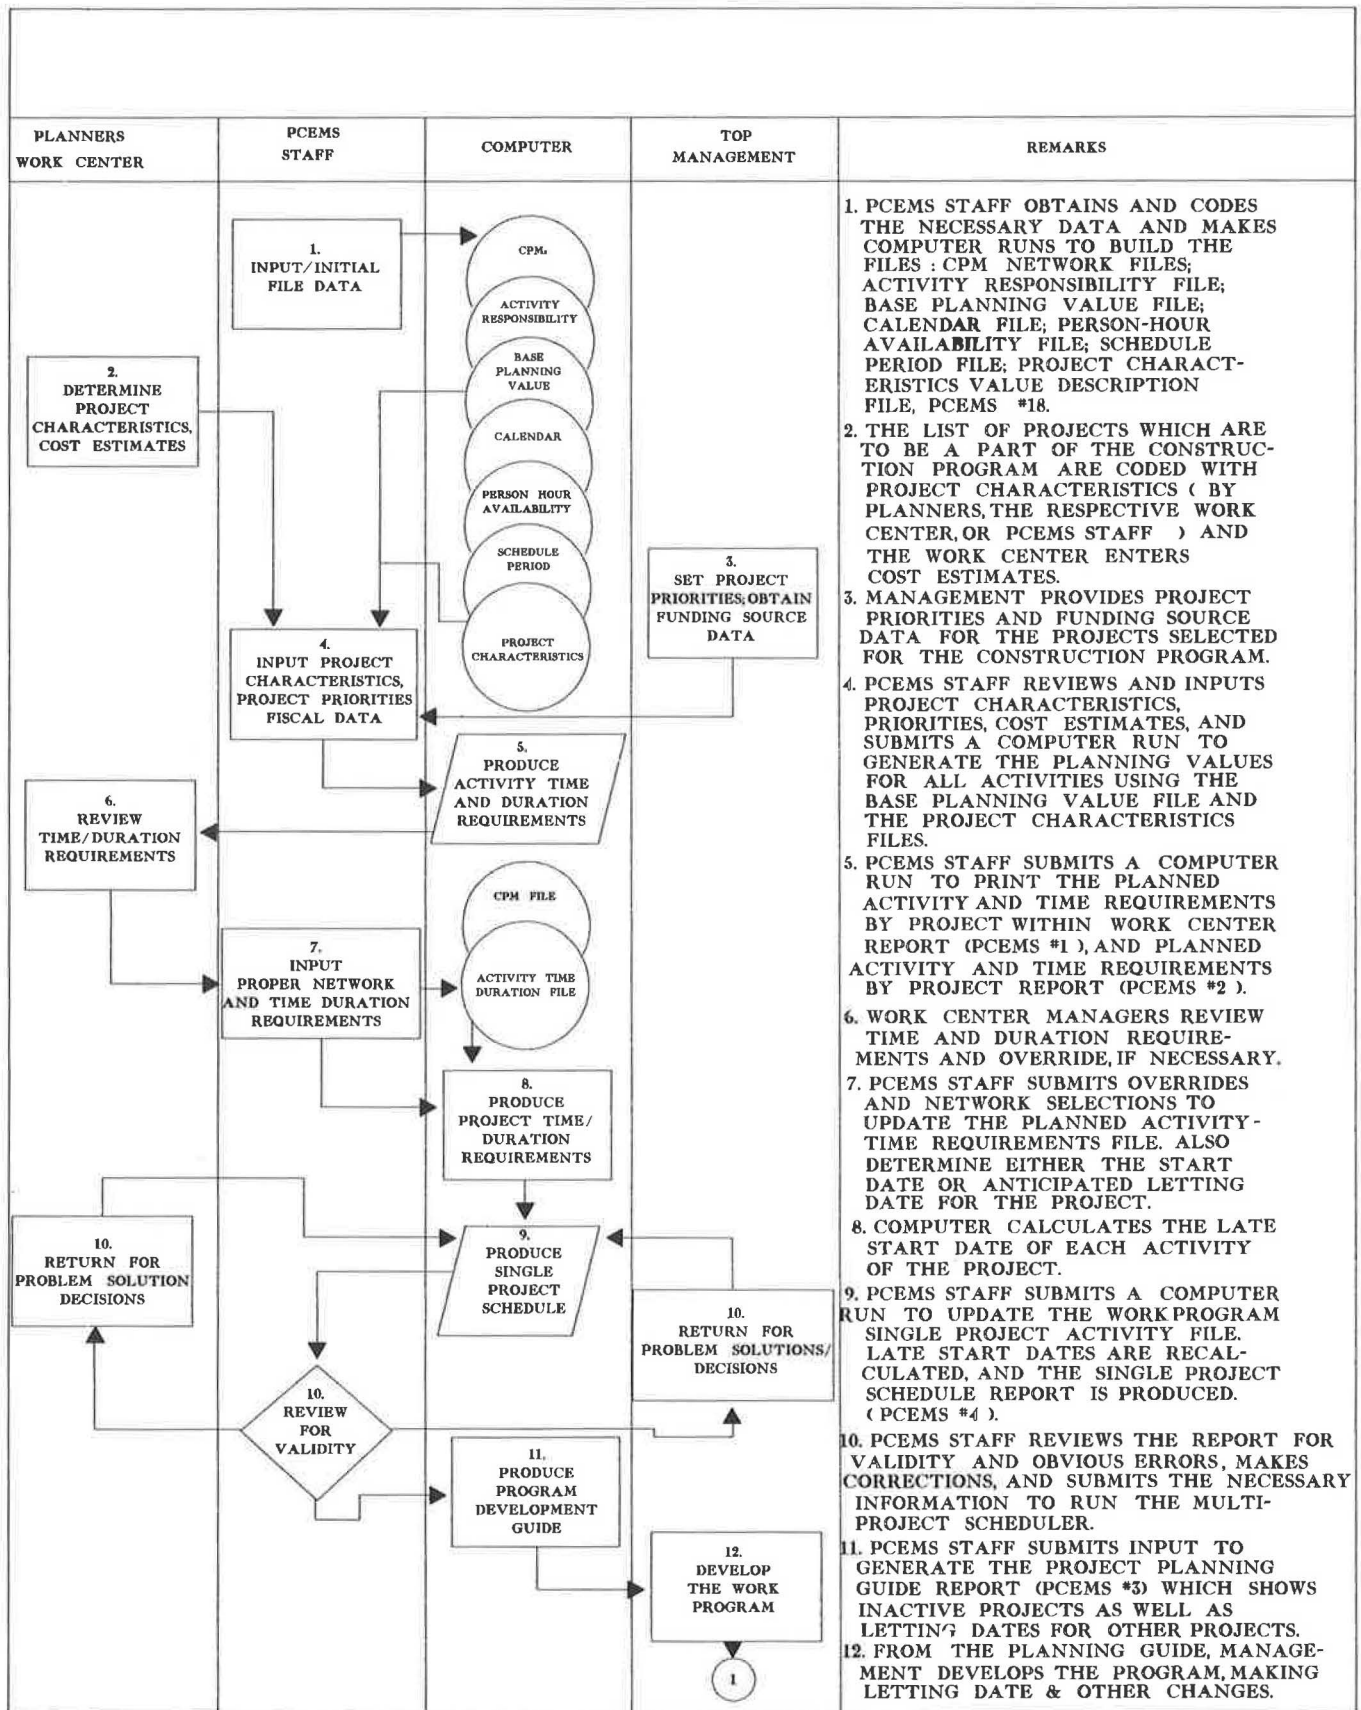 PLANNERS
WORK CENTER
PCEMS
STAFF
COMPUTER
TOP
MANAGEMENT
REMARKS
1.
INPUT/INITIAL
FILE DATA
CPMs
ACTIVITY
RESPONSIBILITY
BASE
PLANNING
VALUE
CALENDAR
PERSON HOUR
AVAILABILITY
SCHEDULE
PERIOD
PROJECT
CHARACTERISTICS
2.
DETERMINE
PROJECT
CHARACTERISTICS,
COST ESTIMATES
3.
SET PROJECT
PRIORITIES; OBTAIN
FUNDING SOURCE
DATA
4.
INPUT PROJECT
CHARACTERISTICS,
PROJECT PRIORITIES
FISCAL DATA
5.
PRODUCE
ACTIVITY TIME
AND DURATION
REQUIREMENTS
6.
REVIEW
TIME/DURATION
REQUIREMENTS
CPM FILE
ACTIVITY TIME
DURATION FILE
7.
INPUT
PROPER NETWORK
AND TIME DURATION
REQUIREMENTS
8.
PRODUCE
PROJECT TIME/
DURATION
REQUIREMENTS
9.
PRODUCE
SINGLE
PROJECT
SCHEDULE
10.
RETURN FOR
PROBLEM SOLUTION
DECISIONS
10.
RETURN FOR
PROBLEM SOLUTIONS/
DECISIONS
10.
REVIEW
FOR
VALIDITY
11.
PRODUCE
PROGRAM
DEVELOPMENT
GUIDE
12.
DEVELOP
THE WORK
PROGRAM
1
1. PCEMS STAFF OBTAINS AND CODES
THE NECESSARY DATA AND MAKES
COMPUTER RUNS TO BUILD THE
FILES : CPM NETWORK FILES;
ACTIVITY RESPONSIBILITY FILE;
BASE PLANNING VALUE FILE;
CALENDAR FILE; PERSON-HOUR
AVAILABILITY FILE; SCHEDULE
PERIOD FILE; PROJECT CHARACT-
ERISTICS VALUE DESCRIPTION
FILE, PCEMS #18.
2. THE LIST OF PROJECTS WHICH ARE
TO BE A PART OF THE CONSTRUC-
TION PROGRAM ARE CODED WITH
PROJECT CHARACTERISTICS ( BY
PLANNERS, THE RESPECTIVE WORK
CENTER, OR PCEMS STAFF ) AND
THE WORK CENTER ENTERS
COST ESTIMATES.
3. MANAGEMENT PROVIDES PROJECT
PRIORITIES AND FUNDING SOURCE
DATA FOR THE PROJECTS SELECTED
FOR THE CONSTRUCTION PROGRAM.
4. PCEMS STAFF REVIEWS AND INPUTS
PROJECT CHARACTERISTICS,
PRIORITIES, COST ESTIMATES, AND
SUBMITS A COMPUTER RUN TO
GENERATE THE PLANNING VALUES
FOR ALL ACTIVITIES USING THE
BASE PLANNING VALUE FILE AND
THE PROJECT CHARACTERISTICS
FILES.
5. PCEMS STAFF SUBMITS A COMPUTER
RUN TO PRINT THE PLANNED
ACTIVITY AND TIME REQUIREMENTS
BY PROJECT WITHIN WORK CENTER
REPORT (PCEMS #1 ), AND PLANNED
ACTIVITY AND TIME REQUIREMENTS
BY PROJECT REPORT (PCEMS #2 ).
6. WORK CENTER MANAGERS REVIEW
TIME AND DURATION REQUIRE-
MENTS AND OVERRIDE, IF NECESSARY.
7. PCEMS STAFF SUBMITS OVERRIDES
AND NETWORK SELECTIONS TO
UPDATE THE PLANNED ACTIVITY-
TIME REQUIREMENTS FILE. ALSO
DETERMINE EITHER THE START
DATE OR ANTICIPATED LETTING
DATE FOR THE PROJECT.
8. COMPUTER CALCULATES THE LATE
START DATE OF EACH ACTIVITY
OF THE PROJECT.
9. PCEMS STAFF SUBMITS A COMPUTER
RUN TO UPDATE THE WORK PROGRAM
SINGLE PROJECT ACTIVITY FILE.
LATE START DATES ARE RECAL-
CULATED, AND THE SINGLE PROJECT
SCHEDULE REPORT IS PRODUCED.
( PCEMS #4 ).
10. PCEMS STAFF REVIEWS THE REPORT FOR
VALIDITY AND OBVIOUS ERRORS, MAKES
CORRECTIONS, AND SUBMITS THE NECESSARY
INFORMATION TO RUN THE MULTI-
PROJECT SCHEDULER.
11. PCEMS STAFF SUBMITS INPUT TO
GENERATE THE PROJECT PLANNING
GUIDE REPORT (PCEMS #3) WHICH SHOWS
INACTIVE PROJECTS AS WELL AS
LETTING DATES FOR OTHER PROJECTS.
12. FROM THE PLANNING GUIDE, MANAGE-
MENT DEVELOPS THE PROGRAM, MAKING
LETTING DATE & OTHER CHANGES.